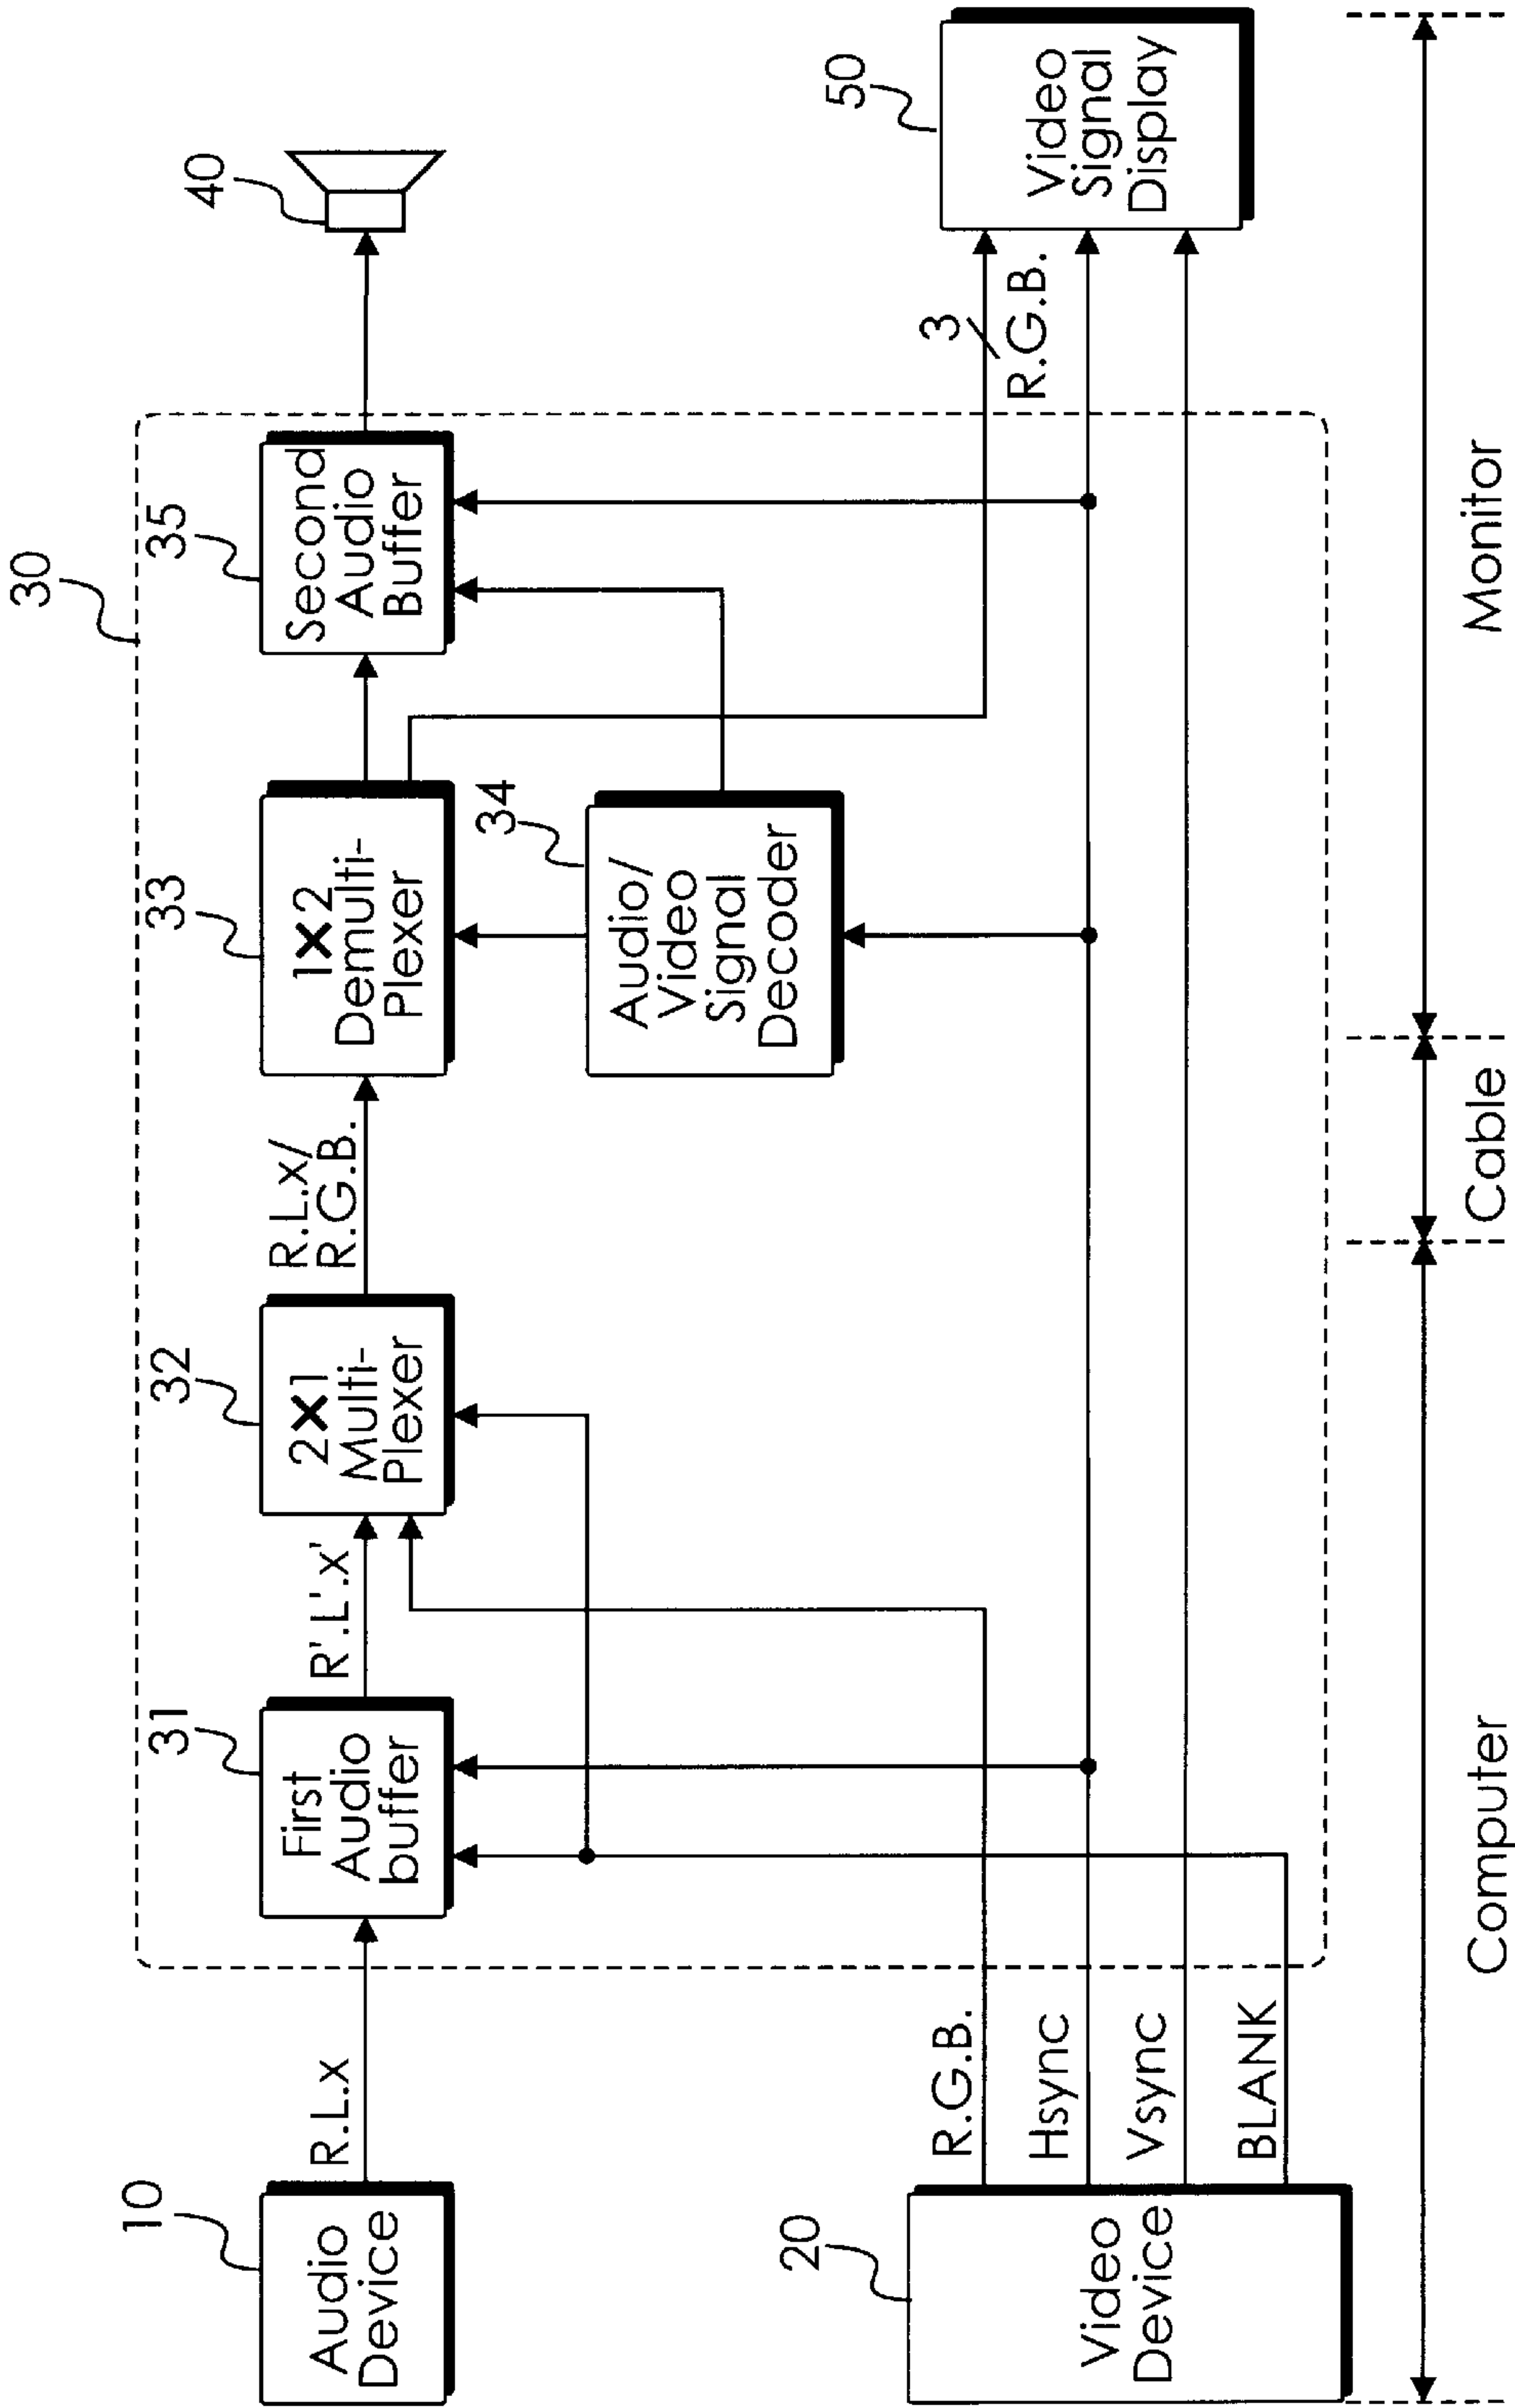 30
10
Audio
Device
R.L.x
31
First
Audio
buffer
R'.L'.x'
32
2×1
Multi-
Plexer
R.L.x/
R.G.B.
33
1×2
Demulti-
Plexer
35
Second
Audio
Buffer
40
34
Audio/
Video
Signal
Decoder
20
Video
Device
R.G.B.
Hsync
Vsync
BLANK
3
R.G.B.
50
Video
Signal
Display
Computer
Cable
Monitor